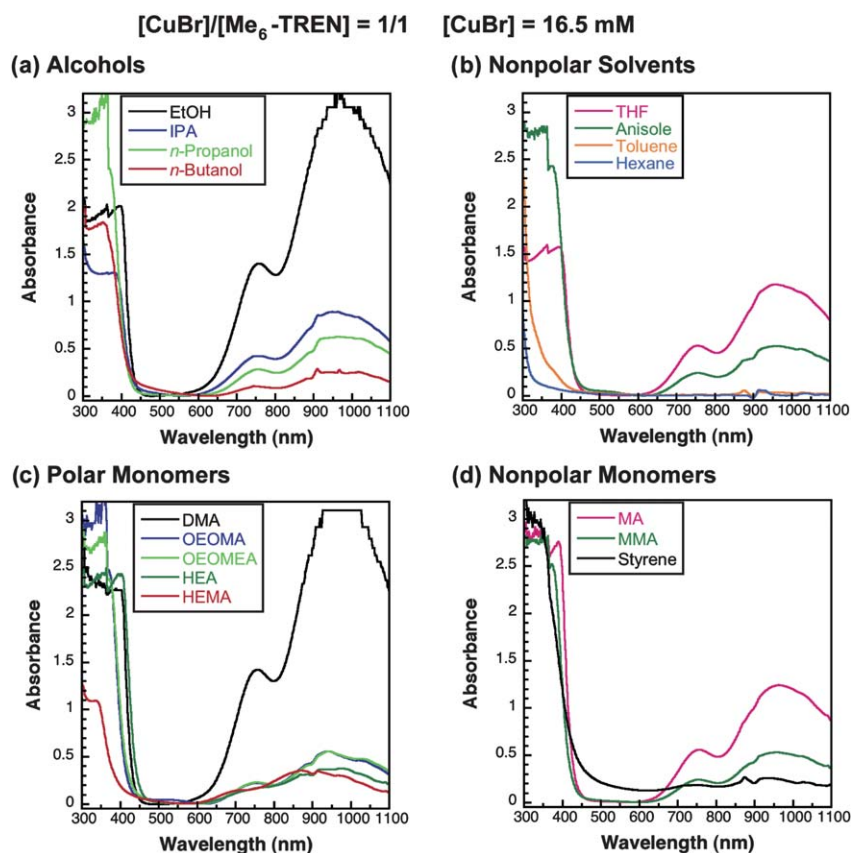 [CuBr]/[Me6-TREN] = 1/1 [CuBr] = 16.5 mM
(a) Alcohols
EtOH
IPA
n-Propanol
n-Butanol
Absorbance
3
2.5
2
1.5
1
0.5
0
300 400 500 600 700 800 900 1000 1100
Wavelength (nm)
(b) Nonpolar Solvents
THF
Anisole
Toluene
Hexane
Absorbance
3
2.5
2
1.5
1
0.5
0
300 400 500 600 700 800 900 1000 1100
Wavelength (nm)
(c) Polar Monomers
DMA
OEOMA
OEOMEA
HEA
HEMA
Absorbance
3
2.5
2
1.5
1
0.5
0
300 400 500 600 700 800 900 1000 1100
Wavelength (nm)
(d) Nonpolar Monomers
MA
MMA
Styrene
Absorbance
3
2.5
2
1.5
1
0.5
0
300 400 500 600 700 800 900 1000 1100
Wavelength (nm)